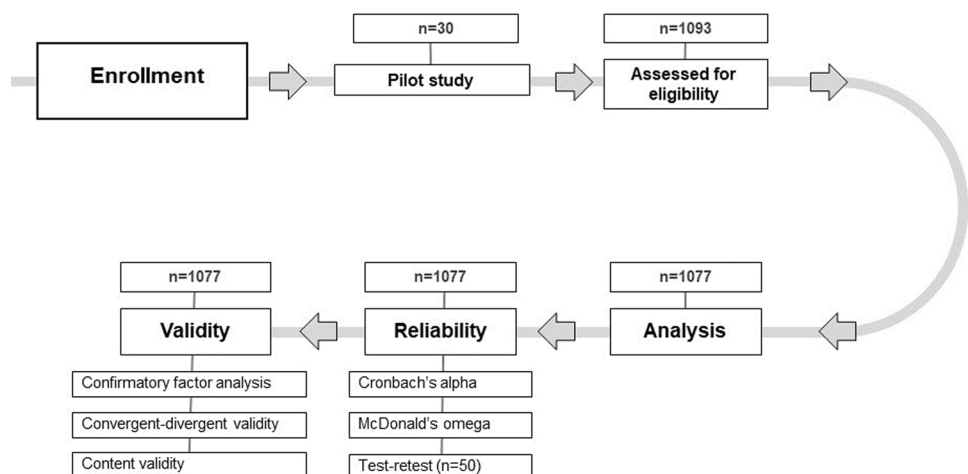 Enrollment
n=30
Pilot study
n=1093
Assessed for
eligibility
n=1077
Analysis
n=1077
Reliability
Cronbach's alpha
McDonald's omega
Test-retest (n=50)
n=1077
Validity
Confirmatory factor analysis
Convergent-divergent validity
Content validity